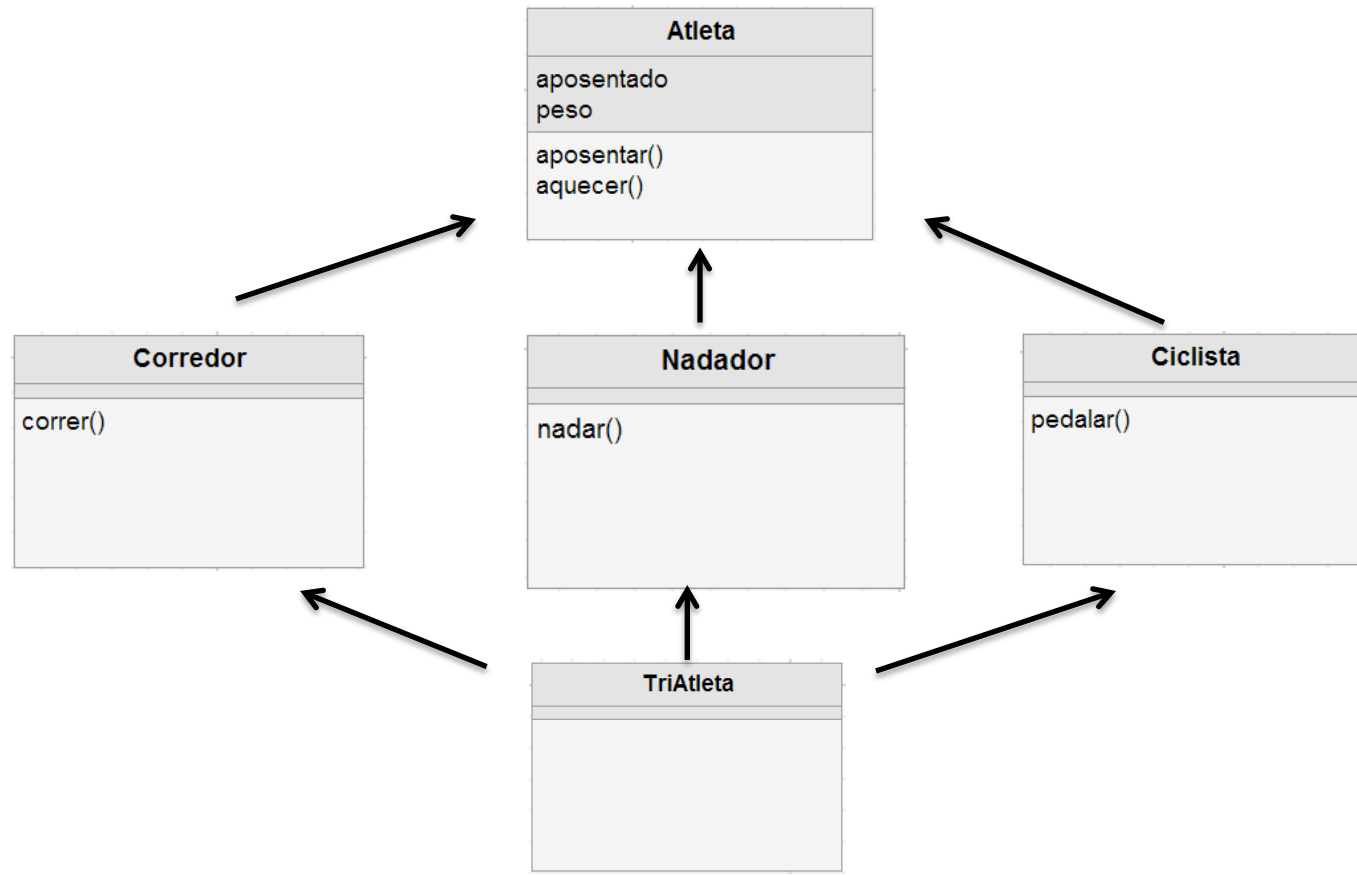 Atleta
aposentado
peso
aposentar()
aquecer()
Corredor
correr()
Nadador
nadar()
Ciclista
pedalar()
TriAtleta